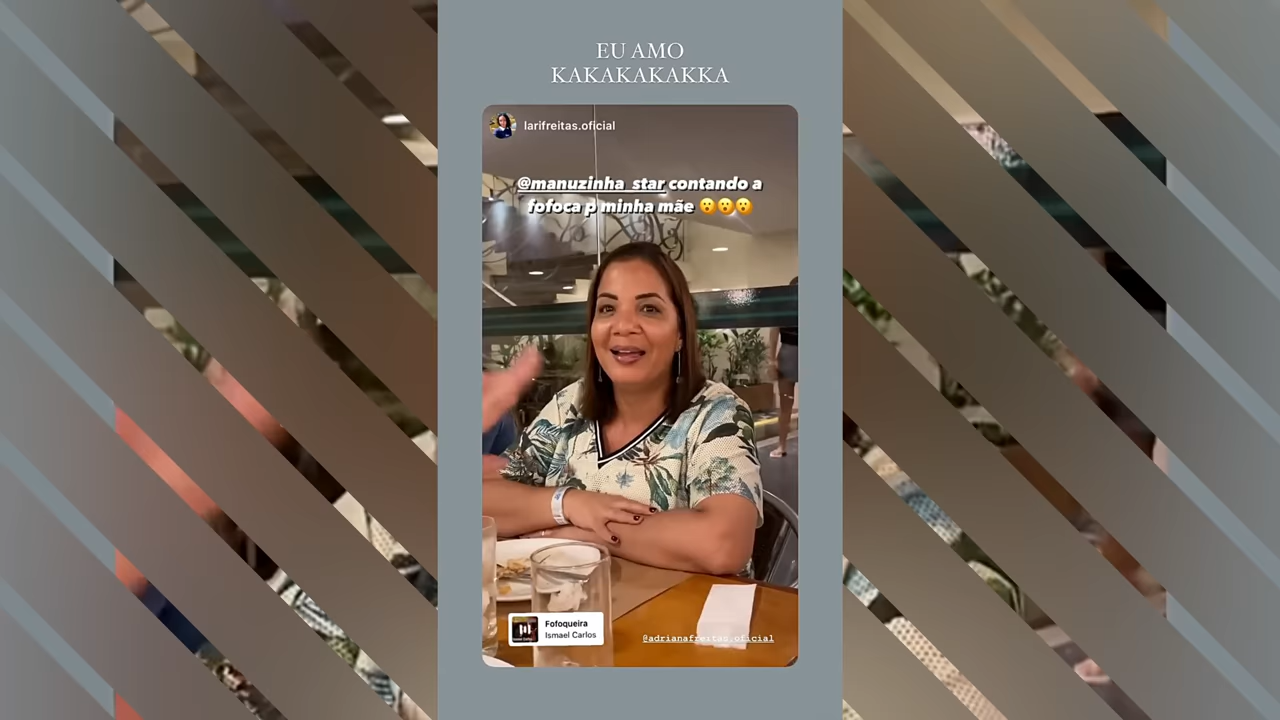 EU AMO
KAKAKAKAKKA
larifreitas.oficial
@manuzinha_star contando a
fofoca p minha mãe 😮😮😮
Fofoqueira
Ismael Carlos
@adrianafreitas.oficial